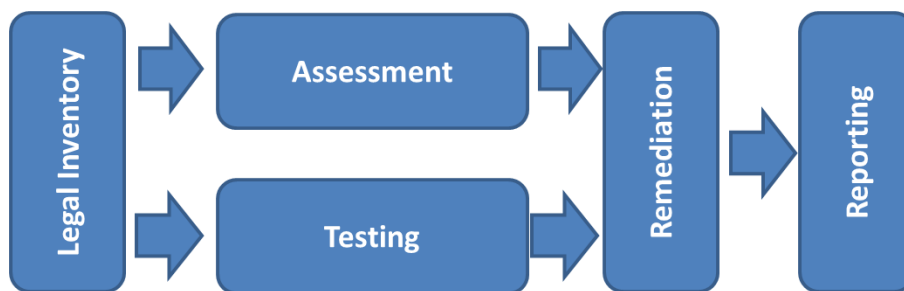 Legal Inventory
Assessment
Testing
Remediation
Reporting